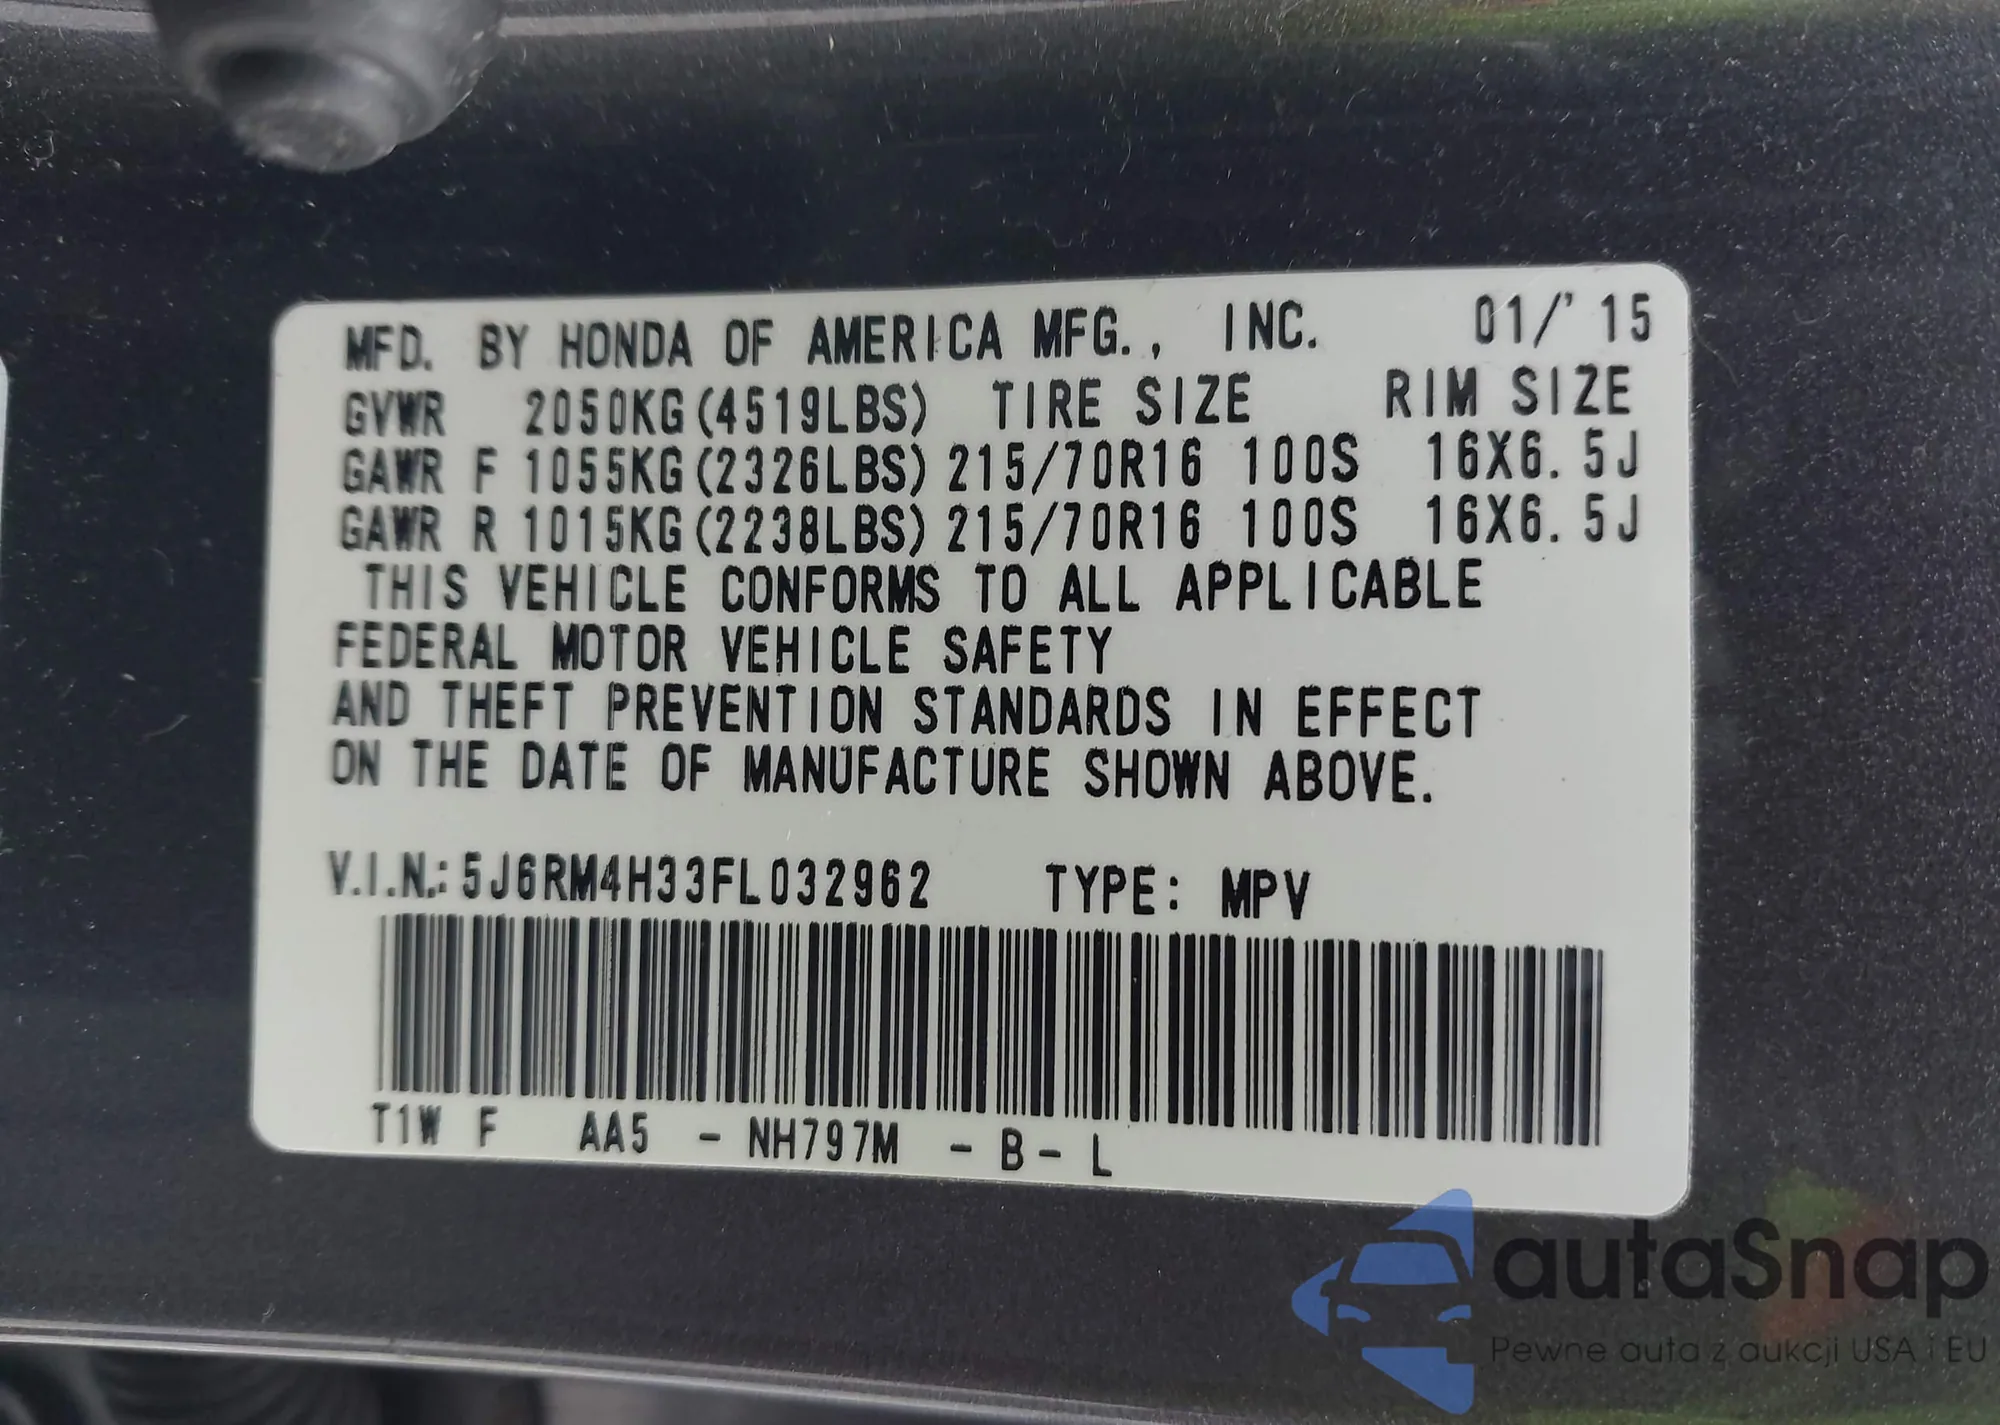 MFD. BY HONDA OF AMERICA MFG., INC. 01/'15
GVWR 2050KG(4519LBS) TIRE SIZE RIM SIZE
GAWR F 1055KG(2326LBS) 215/70R16 100S 16X6.5J
GAWR R 1015KG(2238LBS) 215/70R16 100S 16X6.5J
THIS VEHICLE CONFORMS TO ALL APPLICABLE
FEDERAL MOTOR VEHICLE SAFETY
AND THEFT PREVENTION STANDARDS IN EFFECT
ON THE DATE OF MANUFACTURE SHOWN ABOVE.
V.I.N.: 5J6RM4H33FL032962 TYPE: MPV
T1W F AA5 - NH797M - B - L
autaSnap
Pewne auta z aukcji USA i EU